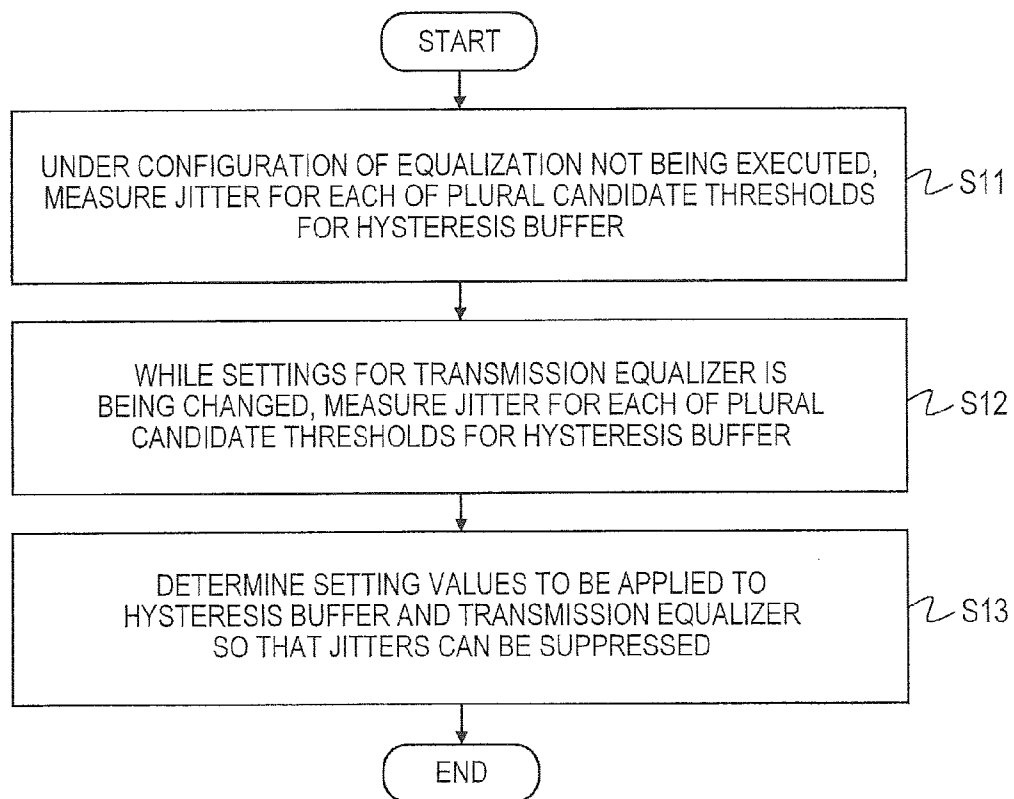 START
UNDER CONFIGURATION OF EQUALIZATION NOT BEING EXECUTED,
MEASURE JITTER FOR EACH OF PLURAL CANDIDATE THRESHOLDS
FOR HYSTERESIS BUFFER
S11
WHILE SETTINGS FOR TRANSMISSION EQUALIZER IS
BEING CHANGED, MEASURE JITTER FOR EACH OF PLURAL
CANDIDATE THRESHOLDS FOR HYSTERESIS BUFFER
S12
DETERMINE SETTING VALUES TO BE APPLIED TO
HYSTERESIS BUFFER AND TRANSMISSION EQUALIZER
SO THAT JITTERS CAN BE SUPPRESSED
S13
END